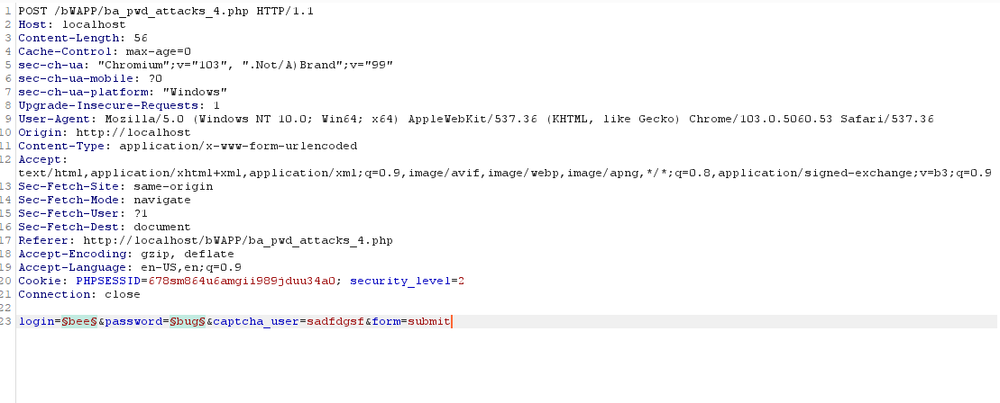 1 POST /bWAPP/ba_pwd_attacks_4.php HTTP/1.1
2 Host: localhost
3 Content-Length: 56
4 Cache-Control: max-age=0
5 sec-ch-ua: "Chromium";v="103", ".Not/A)Brand";v="99"
6 sec-ch-ua-mobile: ?0
7 sec-ch-ua-platform: "Windows"
8 Upgrade-Insecure-Requests: 1
9 User-Agent: Mozilla/5.0 (Windows NT 10.0; Win64; x64) AppleWebKit/537.36 (KHTML, like Gecko) Chrome/103.0.5060.53 Safari/537.36
10 Origin: http://localhost
11 Content-Type: application/x-www-form-urlencoded
12 Accept:
text/html,application/xhtml+xml,application/xml;q=0.9,image/avif,image/webp,image/apng,*/*;q=0.8,application/signed-exchange;v=b3;q=0.9
13 Sec-Fetch-Site: same-origin
14 Sec-Fetch-Mode: navigate
15 Sec-Fetch-User: ?1
16 Sec-Fetch-Dest: document
17 Referer: http://localhost/bWAPP/ba_pwd_attacks_4.php
18 Accept-Encoding: gzip, deflate
19 Accept-Language: en-US,en;q=0.9
20 Cookie: PHPSESSID=678sm864u6amgii989jduu34a0; security_level=2
21 Connection: close
22
23 login=§bee§&password=§bug§&captcha_user=sadfdgsf&form=submit